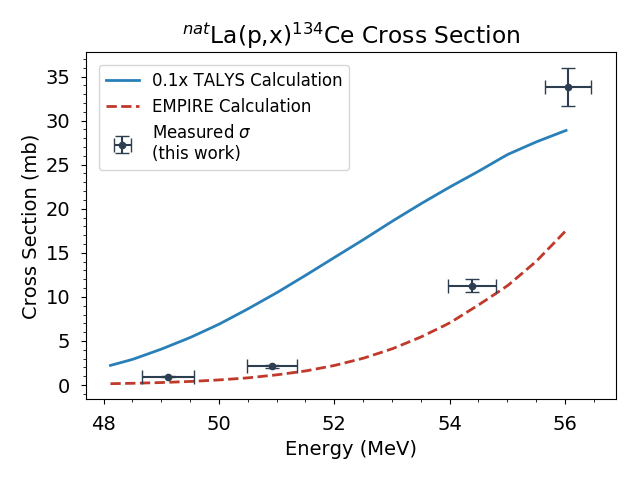 natLa(p,x)134Ce Cross Section
0.1x TALYS Calculation
EMPIRE Calculation
Measured σ
(this work)
Cross Section (mb)
35
30
25
20
15
10
5
0
48 50 52 54 56
Energy (MeV)